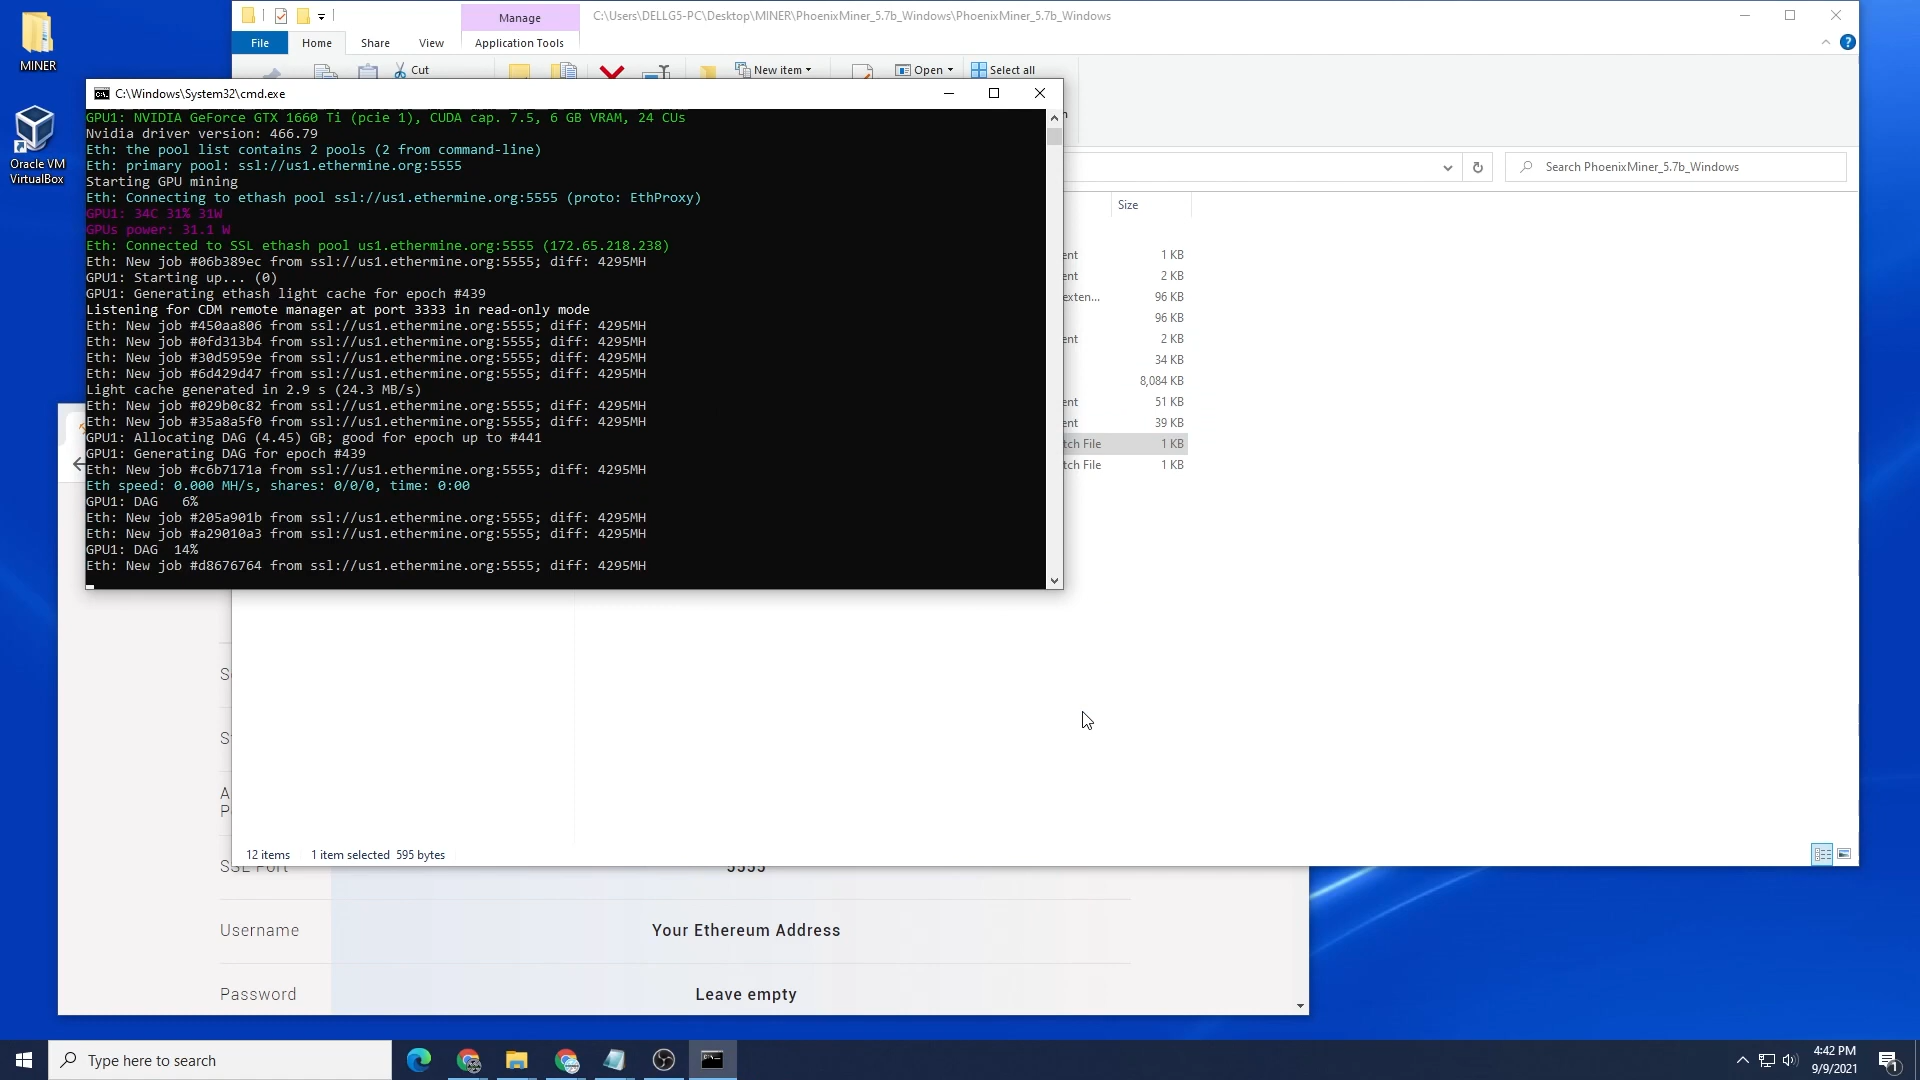 MINER
Oracle VM
VirtualBox
Manage
C:\Users\DELLG5-PC\Desktop\MINER\PhoenixMiner_5.7b_Windows\PhoenixMiner_5.7b_Windows
File
Home
Share
View
Application Tools
Cut
New item
Open
Select all
C:\Windows\System32\cmd.exe
GPU1: NVIDIA GeForce GTX 1660 Ti (pcie 1), CUDA cap. 7.5, 6 GB VRAM, 24 CUs
Nvidia driver version: 466.79
Eth: the pool list contains 2 pools (2 from command-line)
Eth: primary pool: ssl://us1.ethermine.org:5555
Starting GPU mining
Eth: Connecting to ethash pool ssl://us1.ethermine.org:5555 (proto: EthProxy)
GPU1: 34C 31% 31W
GPUs power: 31.1 W
Eth: Connected to SSL ethash pool us1.ethermine.org:5555 (172.65.218.238)
Eth: New job #06b389ec from ssl://us1.ethermine.org:5555; diff: 4295MH
GPU1: Starting up... (0)
GPU1: Generating ethash light cache for epoch #439
Listening for CDM remote manager at port 3333 in read-only mode
Eth: New job #450aa806 from ssl://us1.ethermine.org:5555; diff: 4295MH
Eth: New job #0fd313b4 from ssl://us1.ethermine.org:5555; diff: 4295MH
Eth: New job #30d5959e from ssl://us1.ethermine.org:5555; diff: 4295MH
Eth: New job #6d429d47 from ssl://us1.ethermine.org:5555; diff: 4295MH
Light cache generated in 2.9 s (24.3 MB/s)
Eth: New job #029b0c82 from ssl://us1.ethermine.org:5555; diff: 4295MH
Eth: New job #35a8a5f0 from ssl://us1.ethermine.org:5555; diff: 4295MH
GPU1: Allocating DAG (4.45) GB; good for epoch up to #441
GPU1: Generating DAG for epoch #439
Eth: New job #c6b7171a from ssl://us1.ethermine.org:5555; diff: 4295MH
Eth speed: 0.000 MH/s, shares: 0/0/0, time: 0:00
GPU1: DAG   6%
Eth: New job #205a901b from ssl://us1.ethermine.org:5555; diff: 4295MH
Eth: New job #a29010a3 from ssl://us1.ethermine.org:5555; diff: 4295MH
GPU1: DAG  14%
Eth: New job #d8676764 from ssl://us1.ethermine.org:5555; diff: 4295MH
Search PhoenixMiner_5.7b_Windows
Size
ent 1 KB
ent 2 KB
exten... 96 KB
96 KB
ent 2 KB
34 KB
8,084 KB
ent 51 KB
ent 39 KB
tch File 1 KB
tch File 1 KB
12 items
1 item selected 595 bytes
5555
Username
Your Ethereum Address
Password
Leave empty
Type here to search
4:42 PM
9/9/2021
1